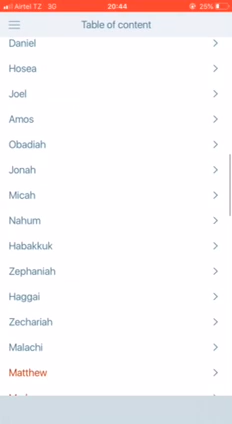 Airtel TZ 3G 20:44 25%
Table of content
Daniel
Hosea
Joel
Amos
Obadiah
Jonah
Micah
Nahum
Habakkuk
Zephaniah
Haggai
Zechariah
Malachi
Matthew